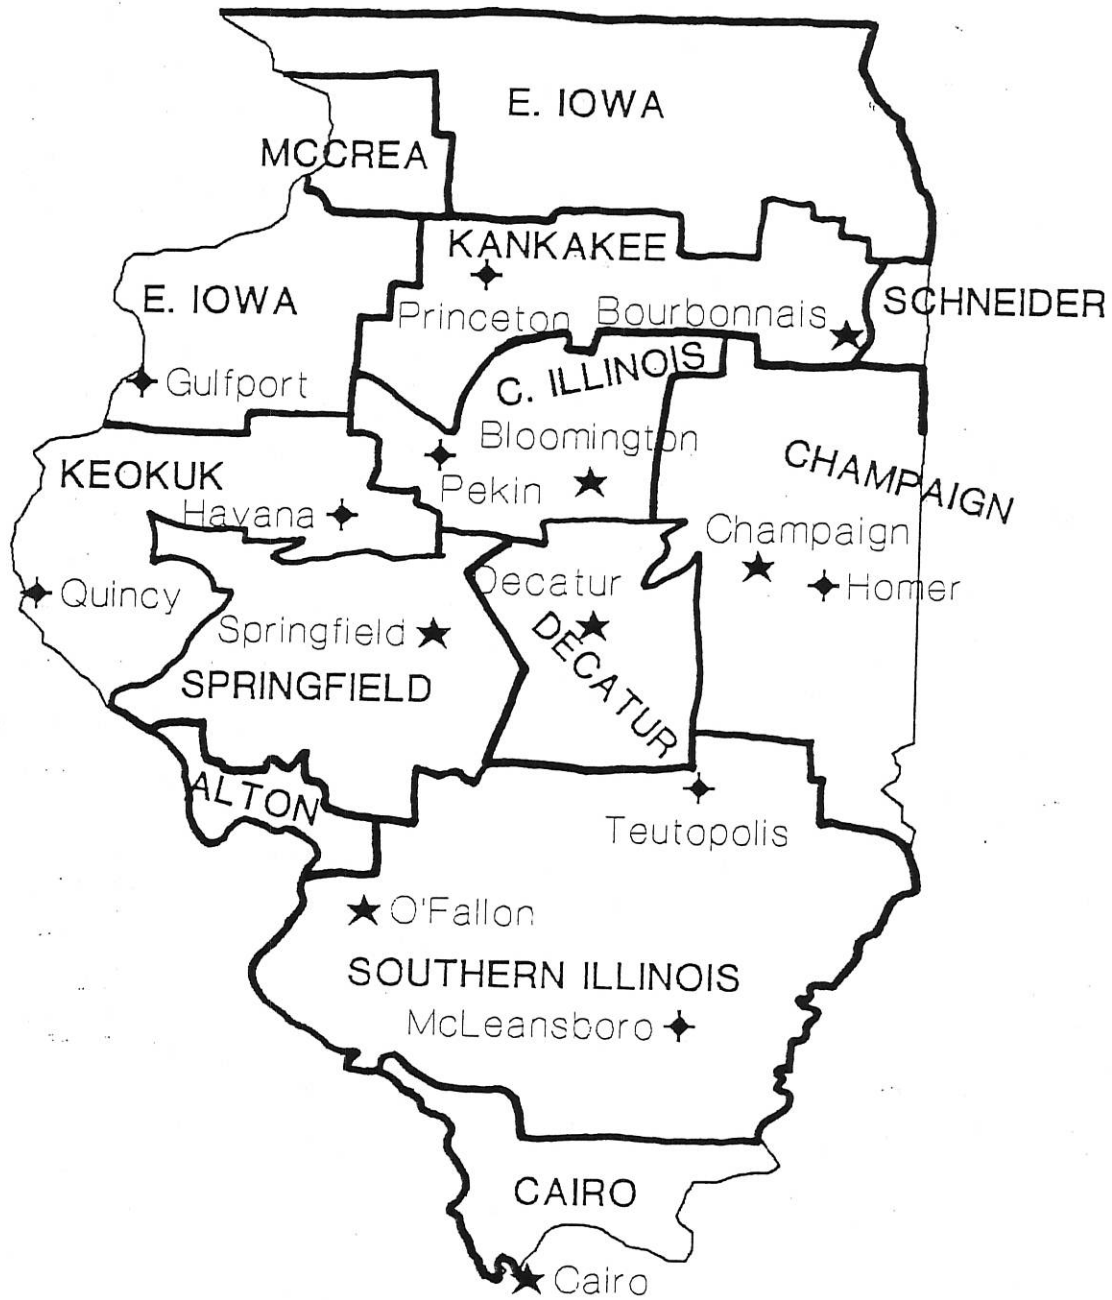 E. IOWA
MCCREA
KANKAKEE
E. IOWA
SCHNEIDER
Princeton
Bourbonnais
Gulfport
C. ILLINOIS
Bloomington
KEOKUK
CHAMPAIGN
Pekin
Havana
Champaign
Decatur
Homer
Quincy
Springfield
DECATUR
SPRINGFIELD
ALTON
Teutopolis
O'Fallon
SOUTHERN ILLINOIS
McLeansboro
CAIRO
Cairo